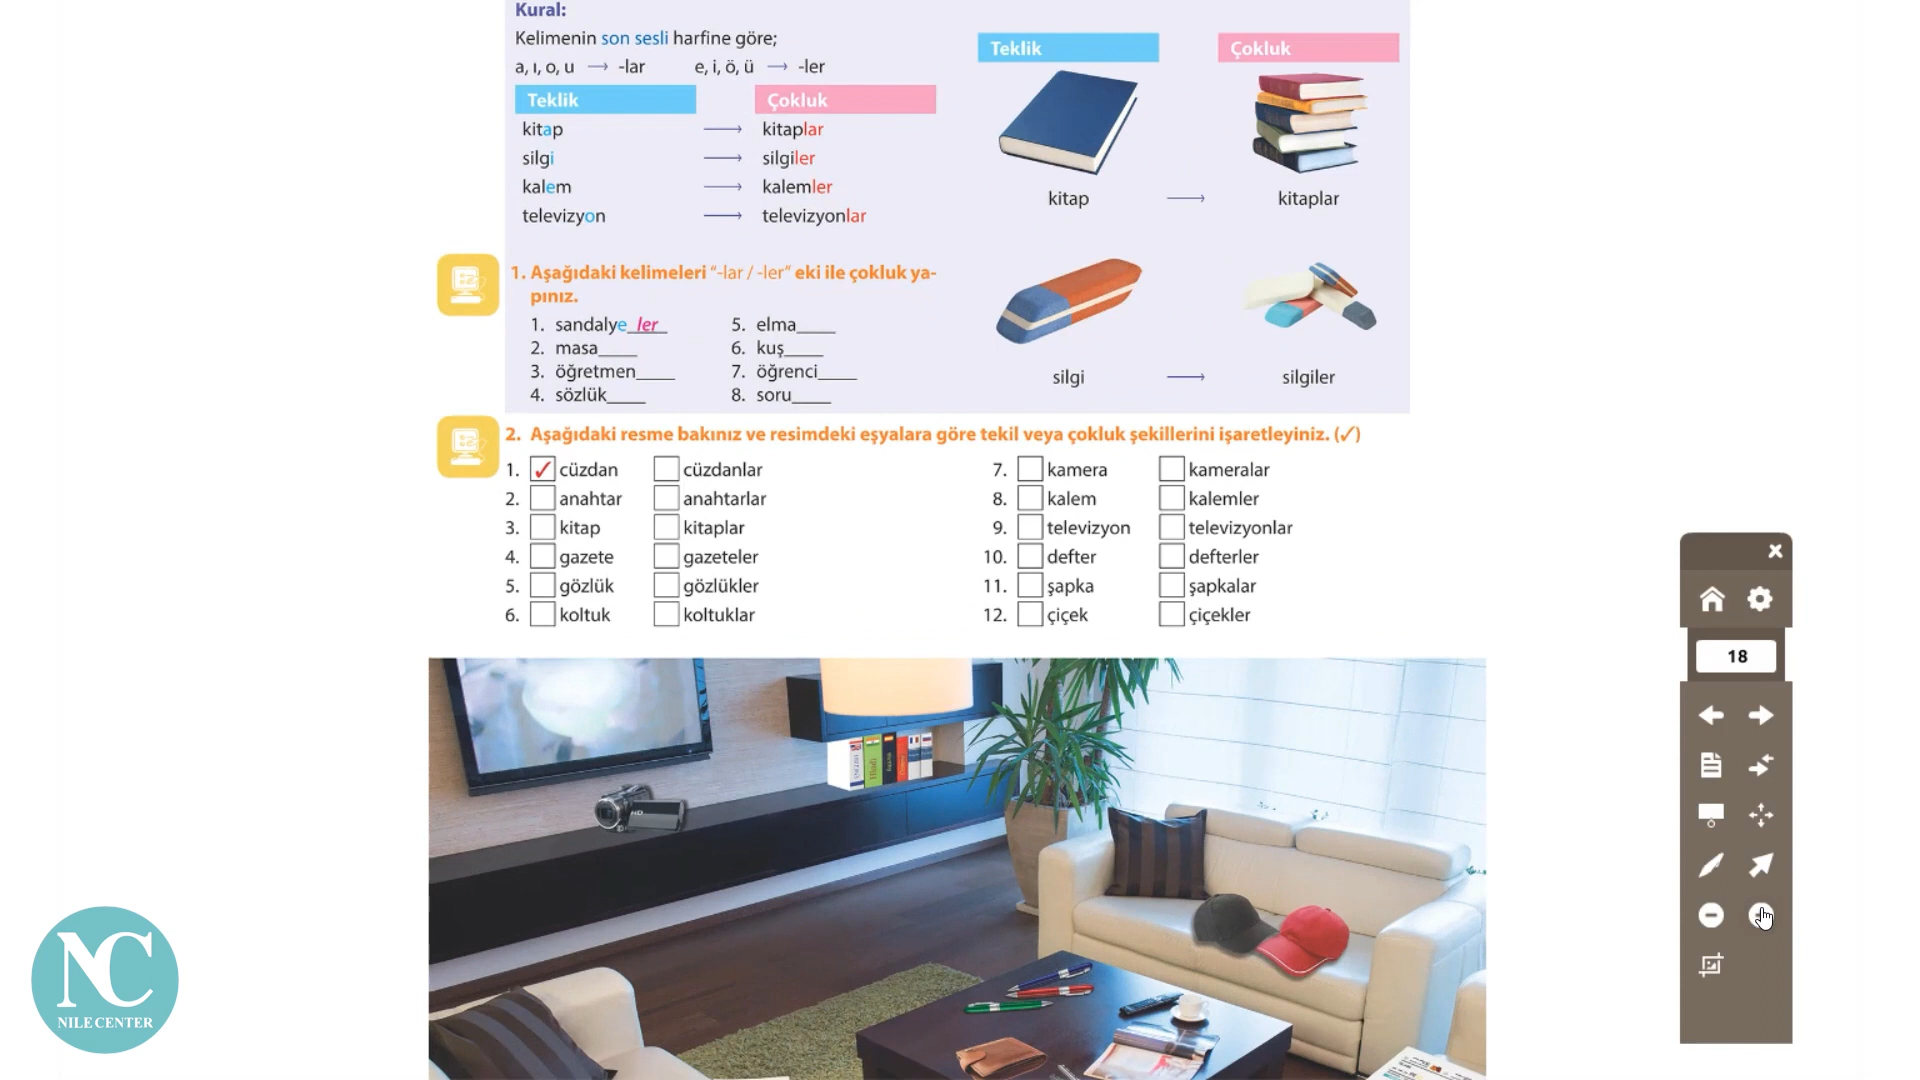 Kural:
Kelimenin son sesli harfine göre;
a, ı, o, u → -lar e, i, ö, ü → -ler
Teklik Çokluk
kitap → kitaplar
silgi → silgiler
kalem → kalemler
televizyon → televizyonlar
Teklik Çokluk
kitap → kitaplar
silgi → silgiler
1. Aşağıdaki kelimeleri “-lar / -ler” eki ile çokluk ya-
pınız.
1. sandalye_ler_ 5. elma____
2. masa____ 6. kuş____
3. öğretmen____ 7. öğrenci____
4. sözlük____ 8. soru____
2. Aşağıdaki resme bakınız ve resimdeki eşyalara göre tekil veya çokluk şekillerini işaretleyiniz. (✓)
1. ✓ cüzdan cüzdanlar 7. kamera kameralar
2. anahtar anahtarlar 8. kalem kalemler
3. kitap kitaplar 9. televizyon televizyonlar
4. gazete gazeteler 10. defter defterler
5. gözlük gözlükler 11. şapka şapkalar
6. koltuk koltuklar 12. çiçek çiçekler
HD
18
NC
NILE CENTER